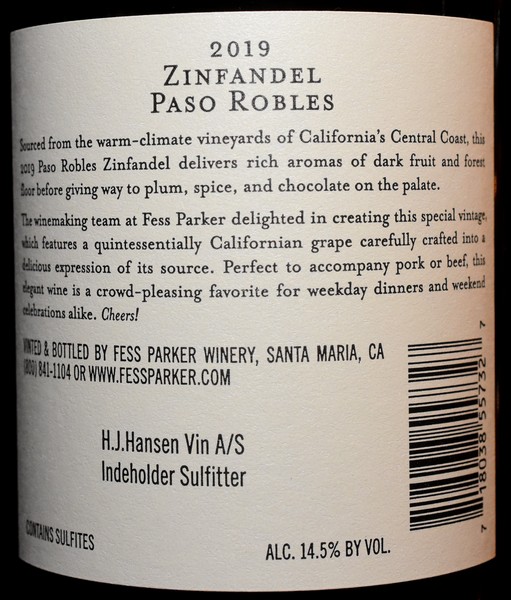 2019
ZINFANDEL
PASO ROBLES
Sourced from the warm-climate vineyards of California's Central Coast, this
2019 Paso Robles Zinfandel delivers rich aromas of dark fruit and forest
floor before giving way to plum, spice, and chocolate on the palate.
The winemaking team at Fess Parker delighted in creating this special vintage,
which features a quintessentially Californian grape carefully crafted into a
delicious expression of its source. Perfect to accompany pork or beef, this
elegant wine is a crowd-pleasing favorite for weekday dinners and weekend
celebrations alike. Cheers!
VINTED & BOTTLED BY FESS PARKER WINERY, SANTA MARIA, CA
(800) 841-1104 OR WWW.FESSPARKER.COM
H.J.Hansen Vin A/S
Indeholder Sulfitter
CONTAINS SULFITES
ALC. 14.5% BY VOL.
7 18038 55732 7